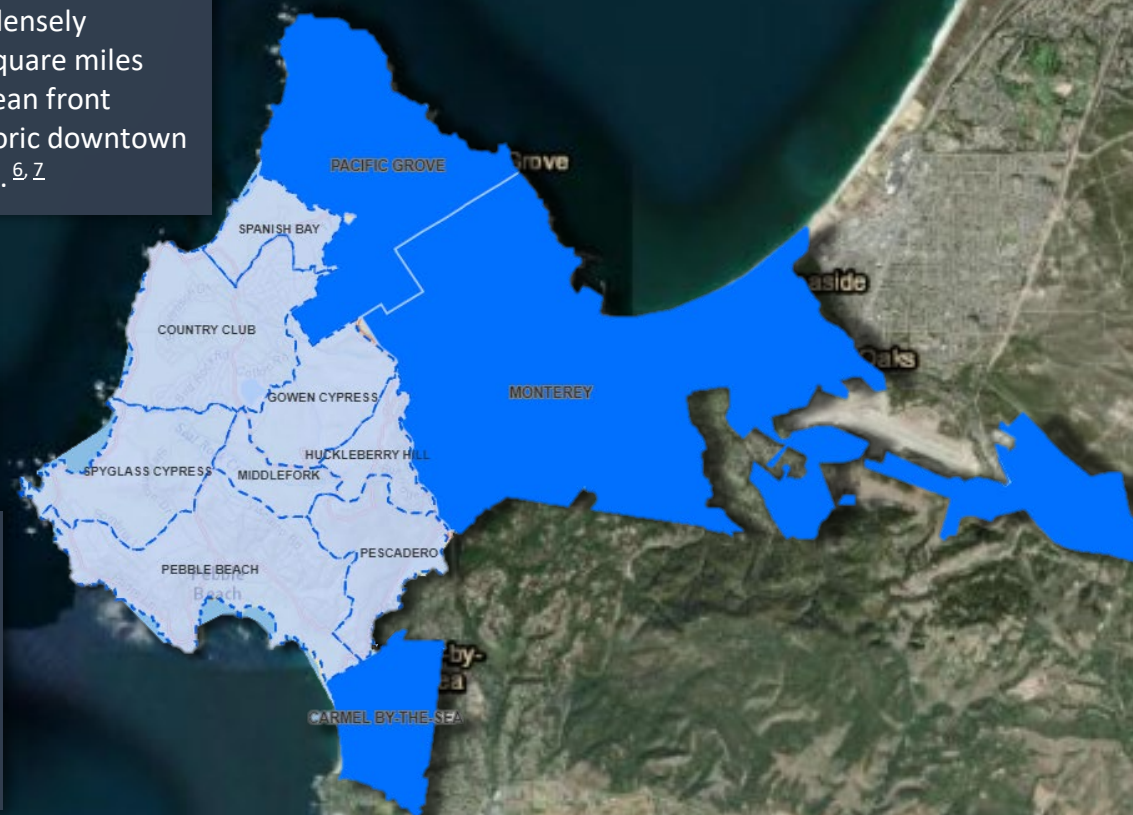 densely
quare miles
ean front
oric downtown
. 6, 7
PACIFIC GROVE
Grove
SPANISH BAY
aside
COUNTRY CLUB
Oaks
MONTEREY
GOWEN CYPRESS
HUCKLEBERRY HILL
SPYGLASS CYPRESS
MIDDLEFORK
PESCADERO
PEBBLE BEACH
Pebble
Beach
-by-
ea
CARMEL BY-THE-SEA